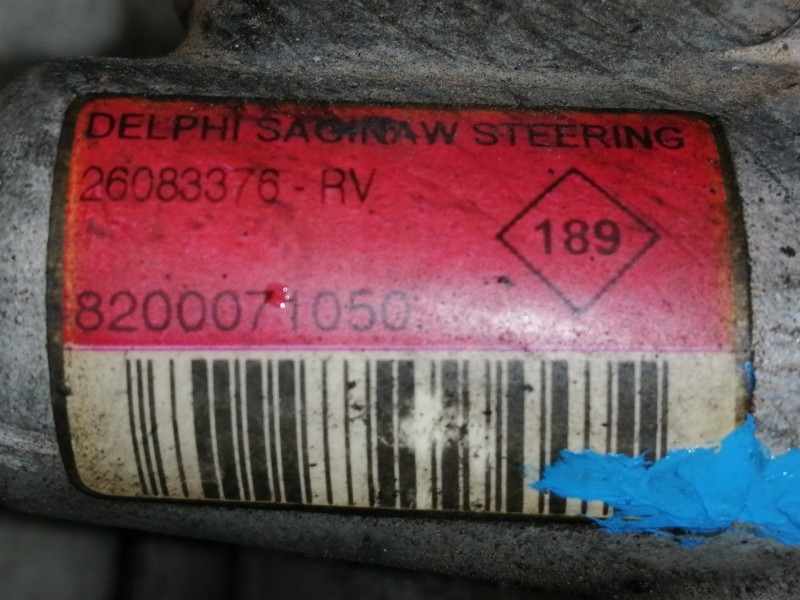 DELPHI SAGINAW STEERING
26083376 - RV
189
8200071050